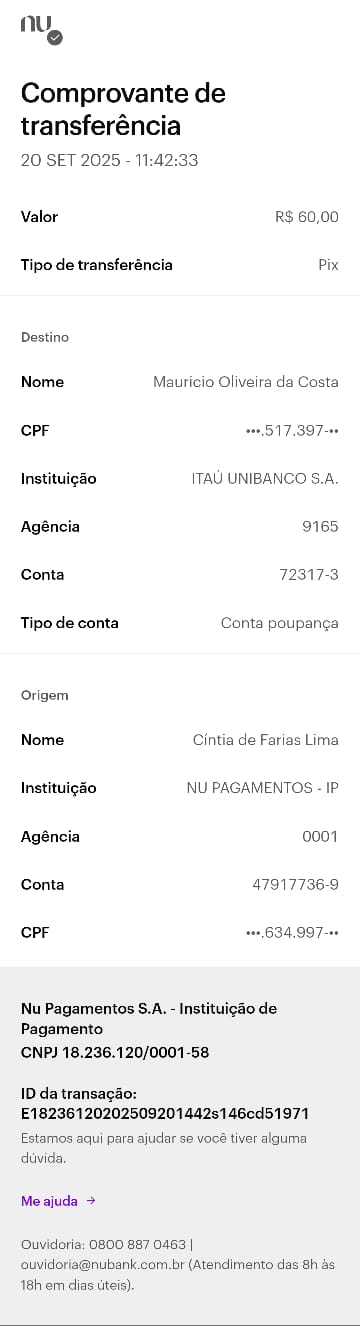 nu
Comprovante de
transferência
20 SET 2025 - 11:42:33
Valor R$ 60,00
Tipo de transferência Pix
Destino
Nome Mauricio Oliveira da Costa
CPF •••.517.397-••
Instituição ITAÚ UNIBANCO S.A.
Agência 9165
Conta 72317-3
Tipo de conta Conta poupança
Origem
Nome Cíntia de Farias Lima
Instituição NU PAGAMENTOS - IP
Agência 0001
Conta 47917736-9
CPF •••.634.997-••
Nu Pagamentos S.A. - Instituição de
Pagamento
CNPJ 18.236.120/0001-58
ID da transação:
E18236120202509201442s146cd51971
Estamos aqui para ajudar se você tiver alguma
dúvida.
Me ajuda →
Ouvidoria: 0800 887 0463 |
ouvidoria@nubank.com.br (Atendimento das 8h às
18h em dias úteis).